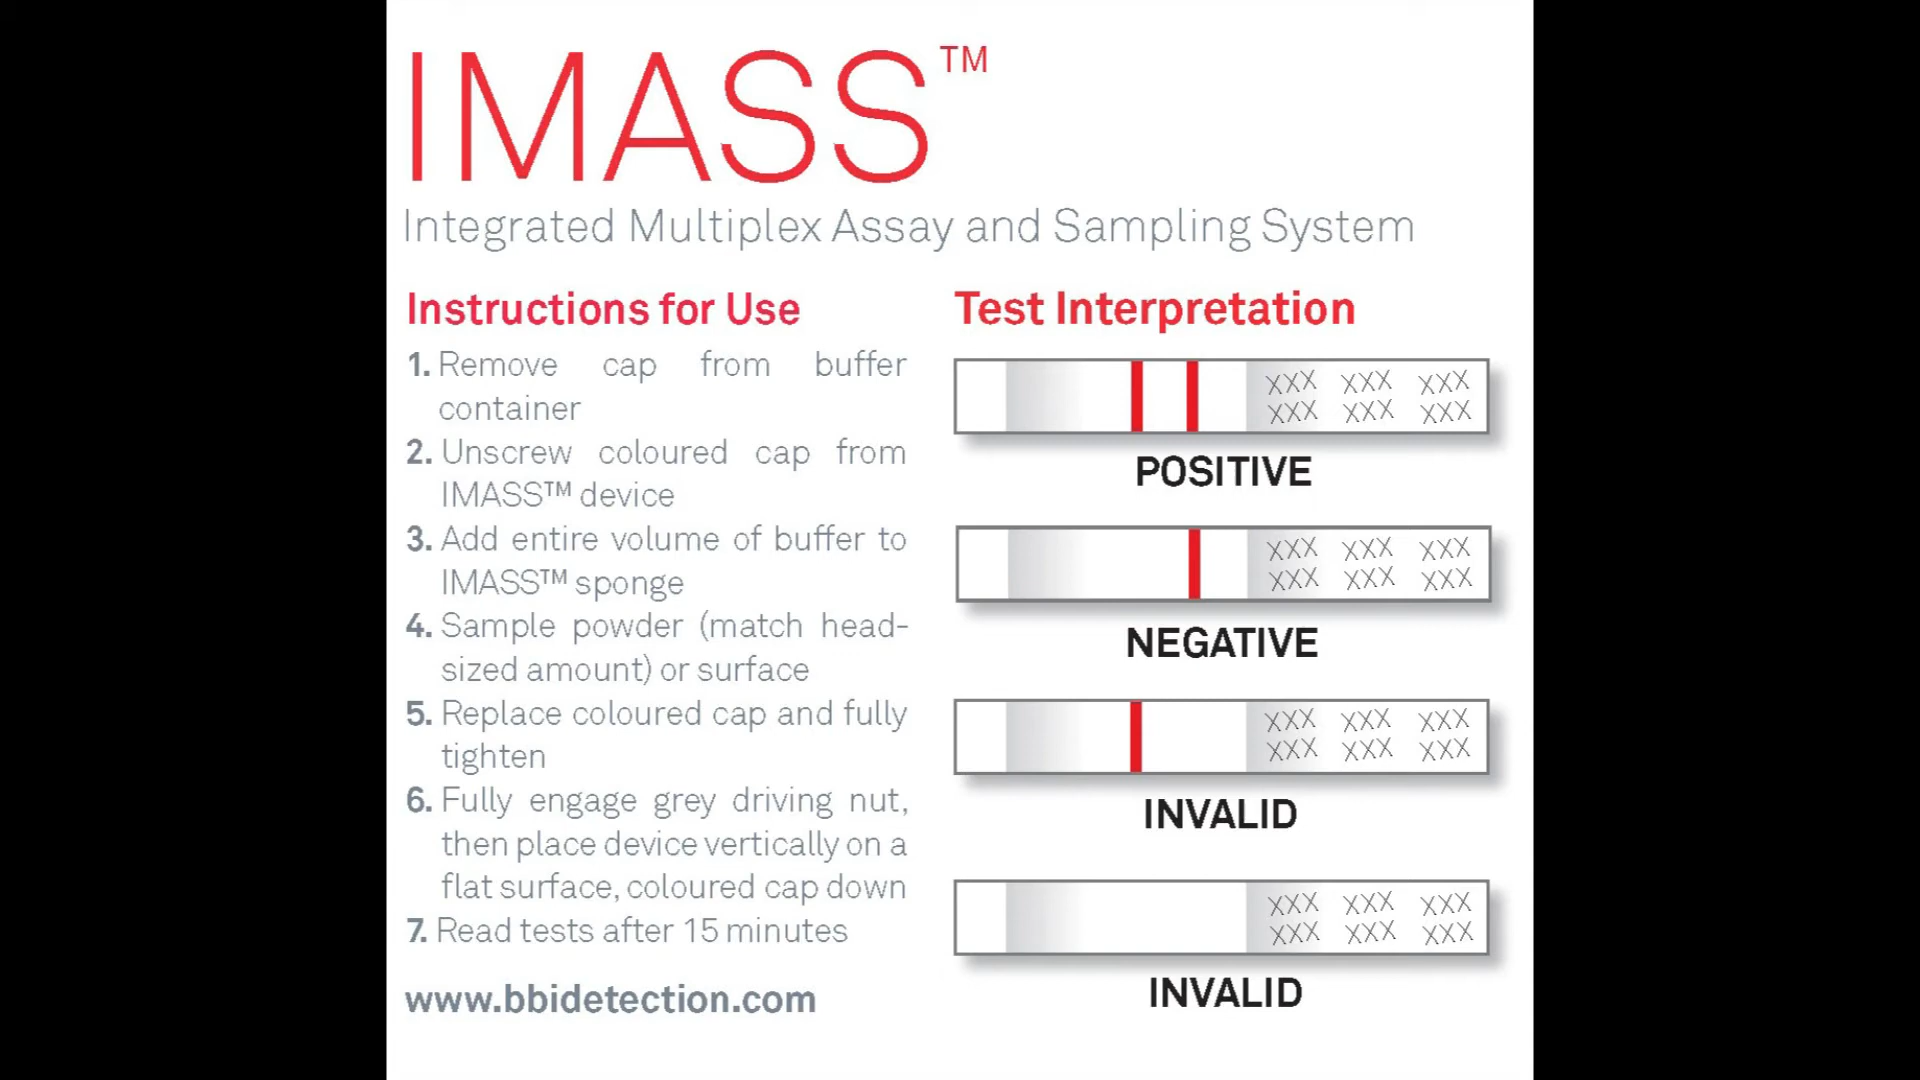 IMASS™
Integrated Multiplex Assay and Sampling System
Instructions for Use
1. Remove cap from buffer
container
2. Unscrew coloured cap from
IMASS™ device
3. Add entire volume of buffer to
IMASS™ sponge
4. Sample powder (match head-
sized amount) or surface
5. Replace coloured cap and fully
tighten
6. Fully engage grey driving nut,
then place device vertically on a
flat surface, coloured cap down
7. Read tests after 15 minutes
www.bbidetection.com
Test Interpretation
XXX XXX XXX
XXX XXX XXX
POSITIVE
XXX XXX XXX
XXX XXX XXX
NEGATIVE
XXX XXX XXX
XXX XXX XXX
INVALID
XXX XXX XXX
XXX XXX XXX
INVALID